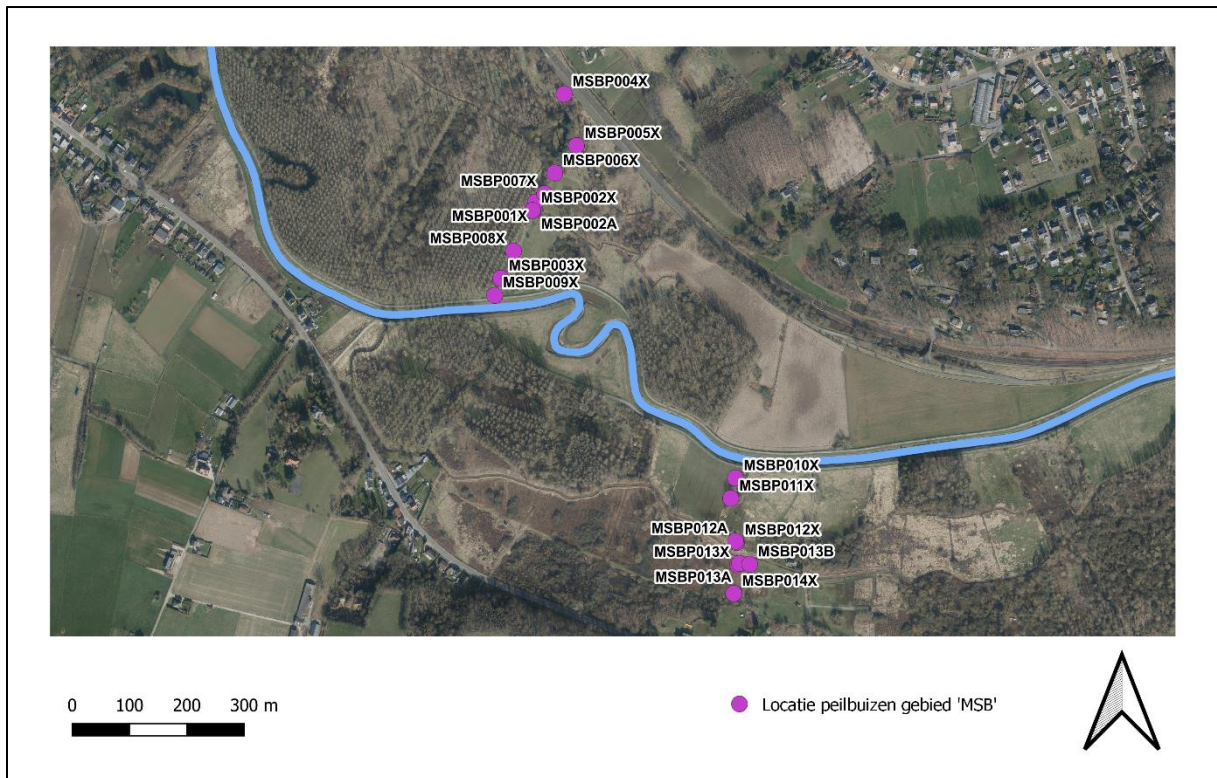 MSBP004X
MSBP005X
MSBP006X
MSBP007X
MSBP002X
MSBP001X
MSBP002A
MSBP008X
MSBP003X
MSBP009X
MSBP010X
MSBP011X
MSBP012A MSBP012X
MSBP013X MSBP013B
MSBP013A MSBP014X
0 100 200 300 m
Locatie peilbuizen gebied 'MSB'